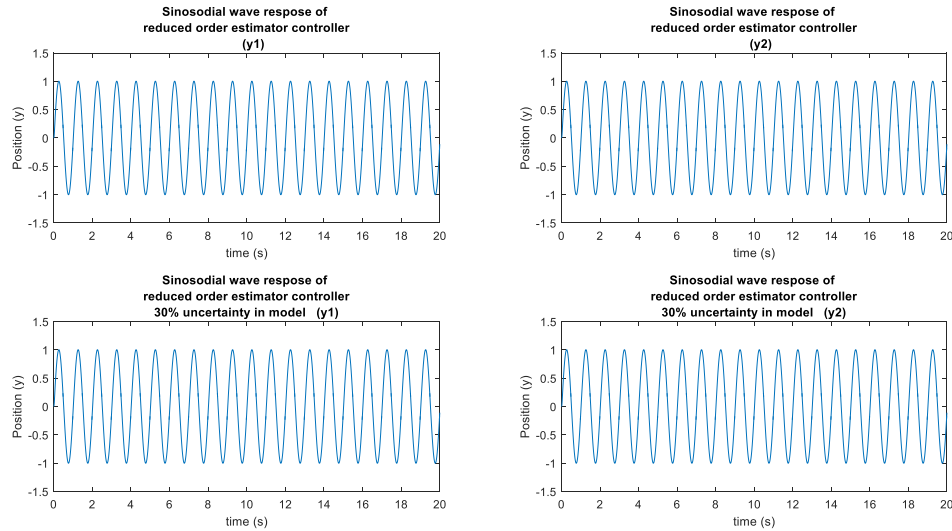 Sinosodial wave respose of
reduced order estimator controller
(y1)
1.5
1
0.5
0
-0.5
-1
-1.5
Position (y)
0 2 4 6 8 10 12 14 16 18 20
time (s)
Sinosodial wave respose of
reduced order estimator controller
(y2)
1.5
1
0.5
0
-0.5
-1
-1.5
Position (y)
0 2 4 6 8 10 12 14 16 18 20
time (s)
Sinosodial wave respose of
reduced order estimator controller
30% uncertainty in model (y1)
1.5
1
0.5
0
-0.5
-1
-1.5
Position (y)
0 2 4 6 8 10 12 14 16 18 20
time (s)
Sinosodial wave respose of
reduced order estimator controller
30% uncertainty in model (y2)
1.5
1
0.5
0
-0.5
-1
-1.5
Position (y)
0 2 4 6 8 10 12 14 16 18 20
time (s)